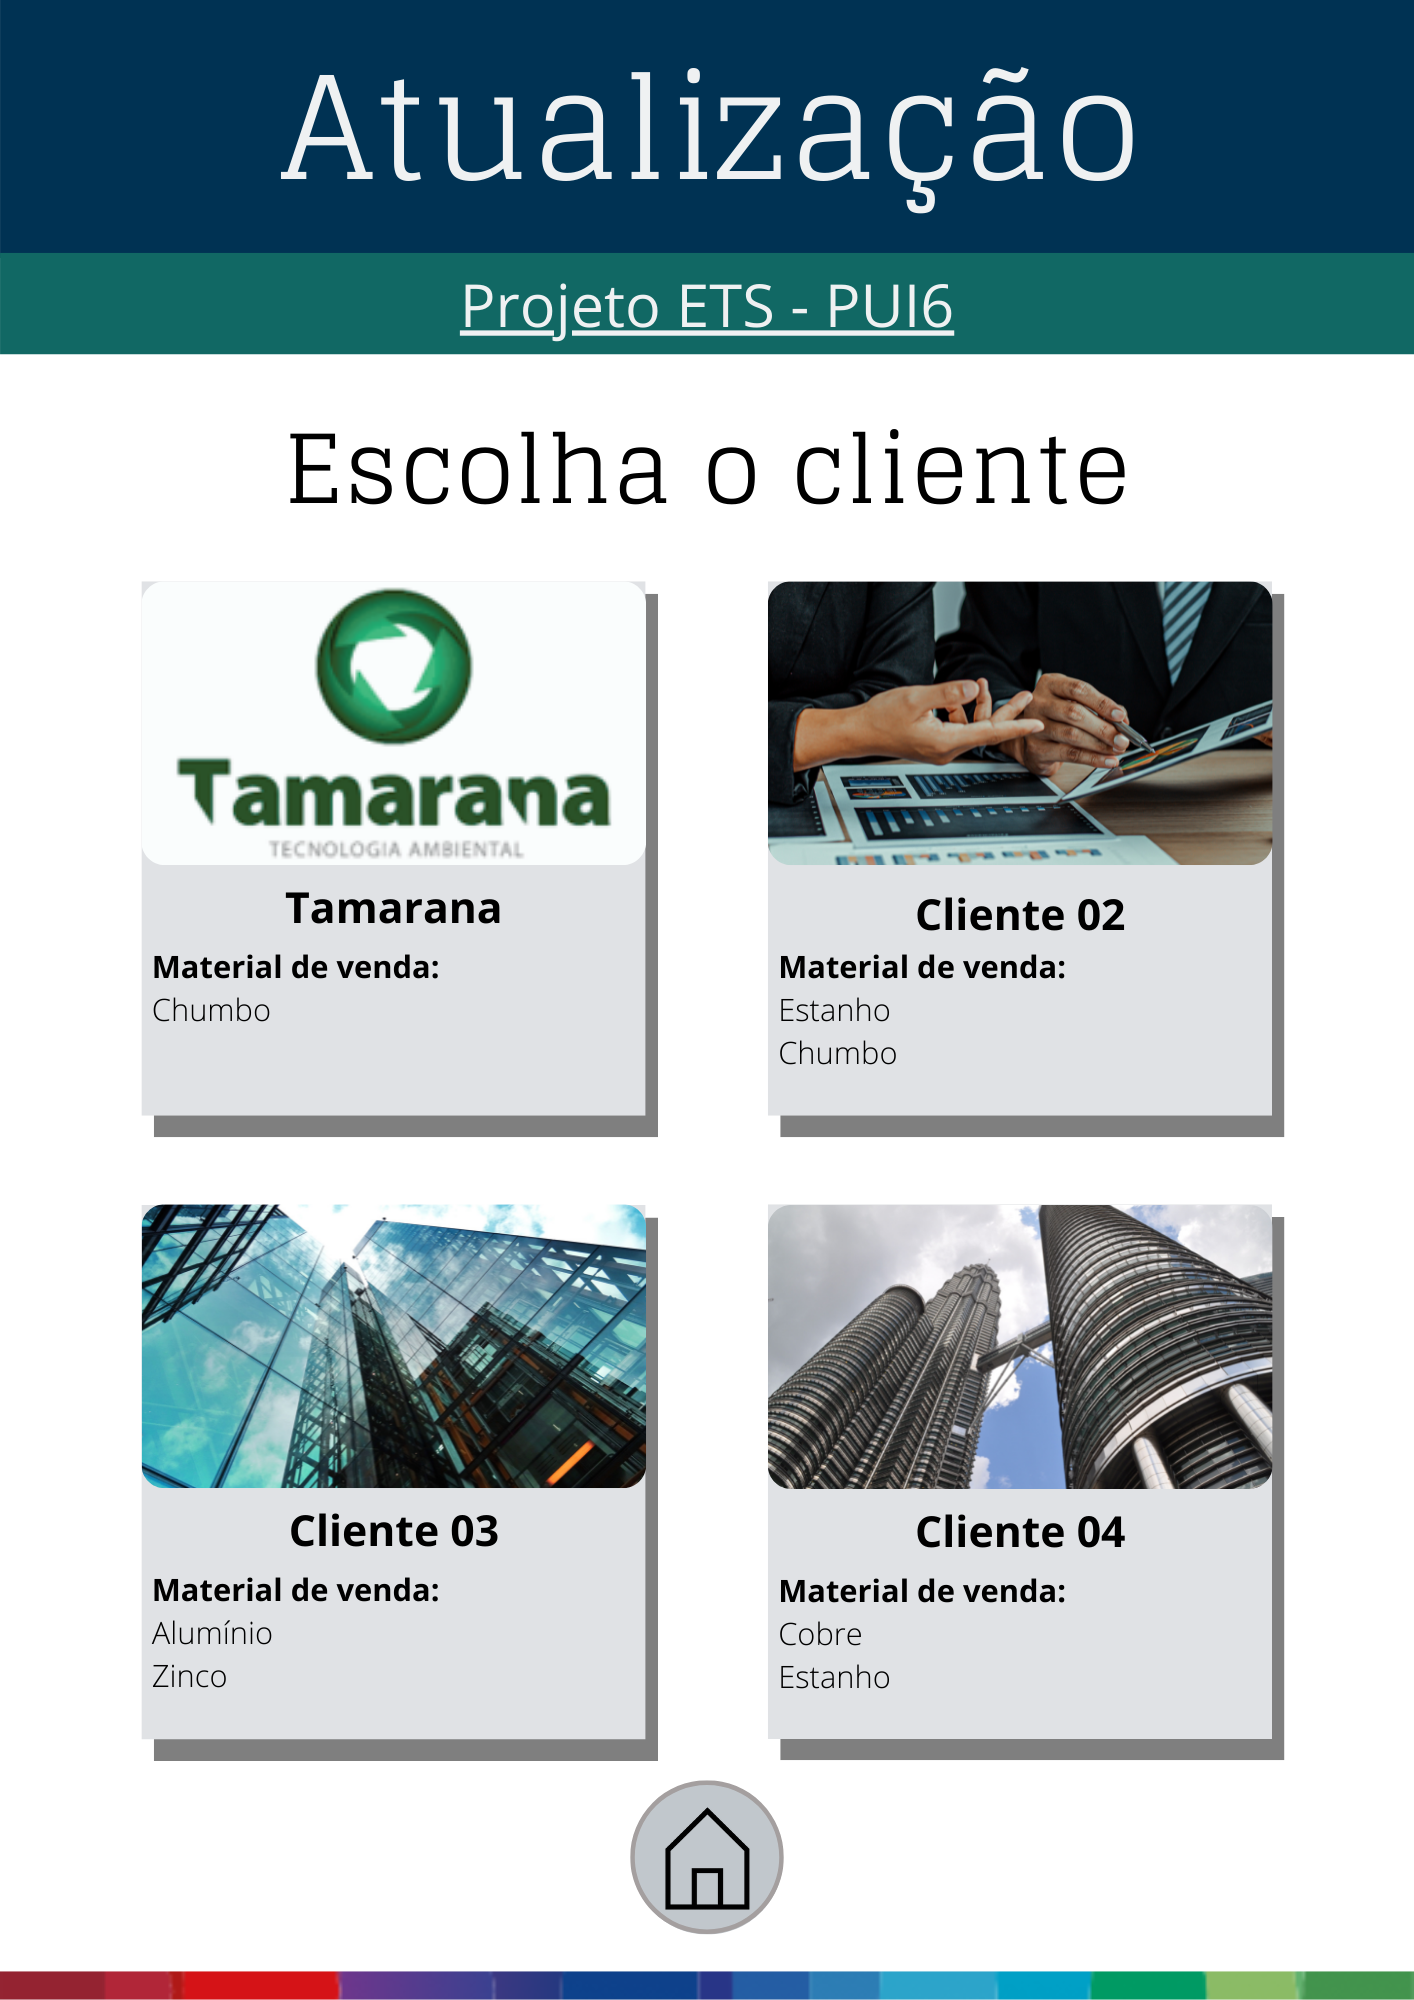 Atualização
Projeto ETS - PUI6
Escolha o cliente
Tamarana
TECNOLOGIA AMBIENTAL
Tamarana
Material de venda:
Chumbo
Cliente 02
Material de venda:
Estanho
Chumbo
Cliente 03
Material de venda:
Alumínio
Zinco
Cliente 04
Material de venda:
Cobre
Estanho